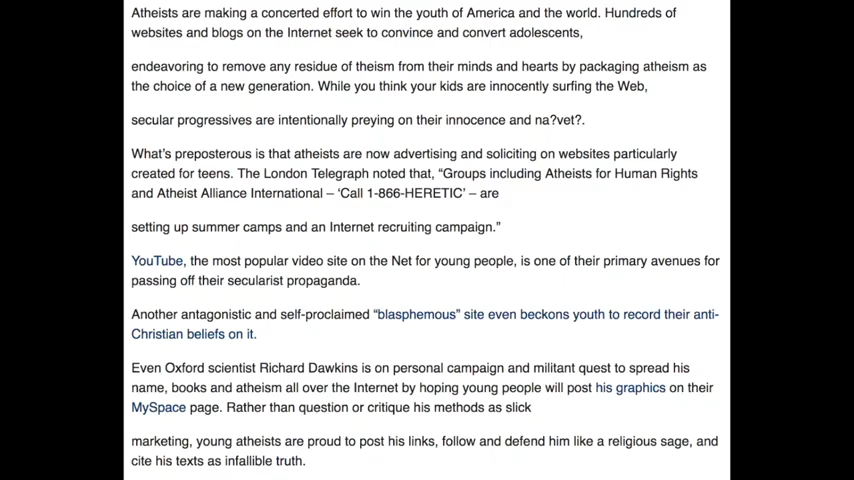 Atheists are making a concerted effort to win the youth of America and the world. Hundreds of
websites and blogs on the Internet seek to convince and convert adolescents,
endeavoring to remove any residue of theism from their minds and hearts by packaging atheism as
the choice of a new generation. While you think your kids are innocently surfing the Web,
secular progressives are intentionally preying on their innocence and na?vet?.
What's preposterous is that atheists are now advertising and soliciting on websites particularly
created for teens. The London Telegraph noted that, “Groups including Atheists for Human Rights
and Atheist Alliance International – ‘Call 1-866-HERETIC’ – are
setting up summer camps and an Internet recruiting campaign.”
YouTube, the most popular video site on the Net for young people, is one of their primary avenues for
passing off their secularist propaganda.
Another antagonistic and self-proclaimed “blasphemous” site even beckons youth to record their anti-
Christian beliefs on it.
Even Oxford scientist Richard Dawkins is on personal campaign and militant quest to spread his
name, books and atheism all over the Internet by hoping young people will post his graphics on their
MySpace page. Rather than question or critique his methods as slick
marketing, young atheists are proud to post his links, follow and defend him like a religious sage, and
cite his texts as infallible truth.